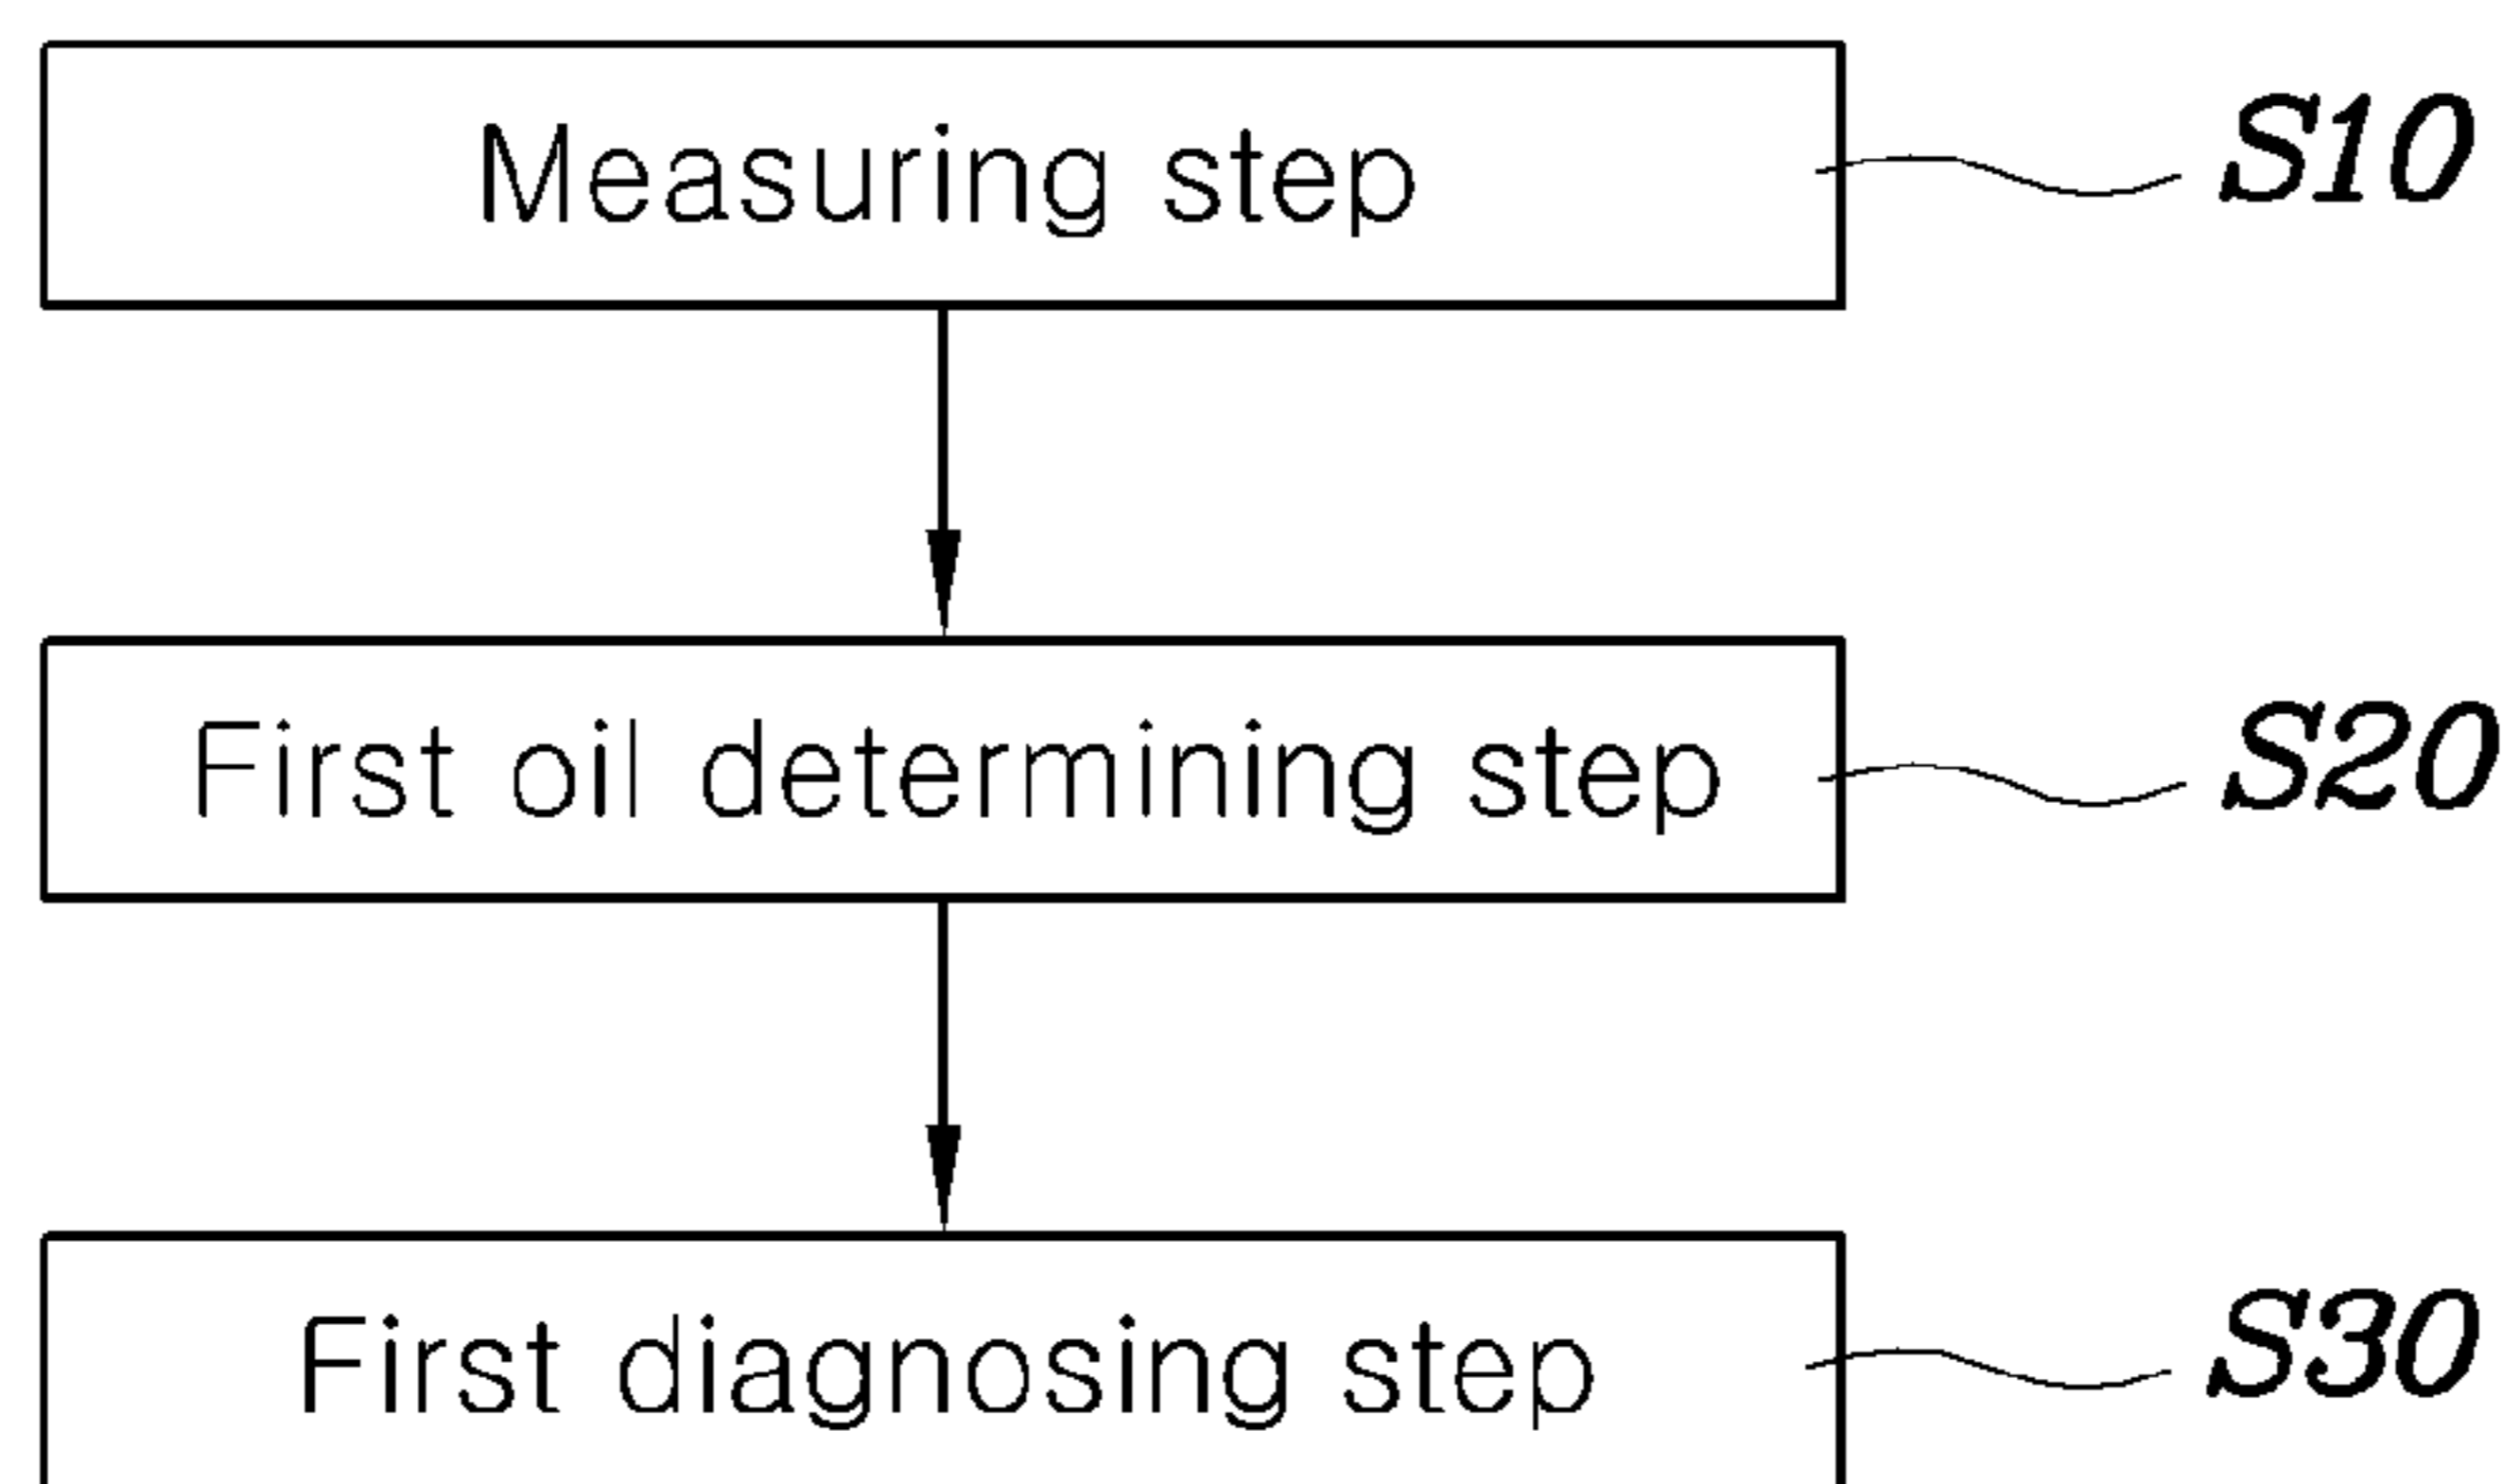 Measuring step S10
First oil determining step S20
First diagnosing step S30